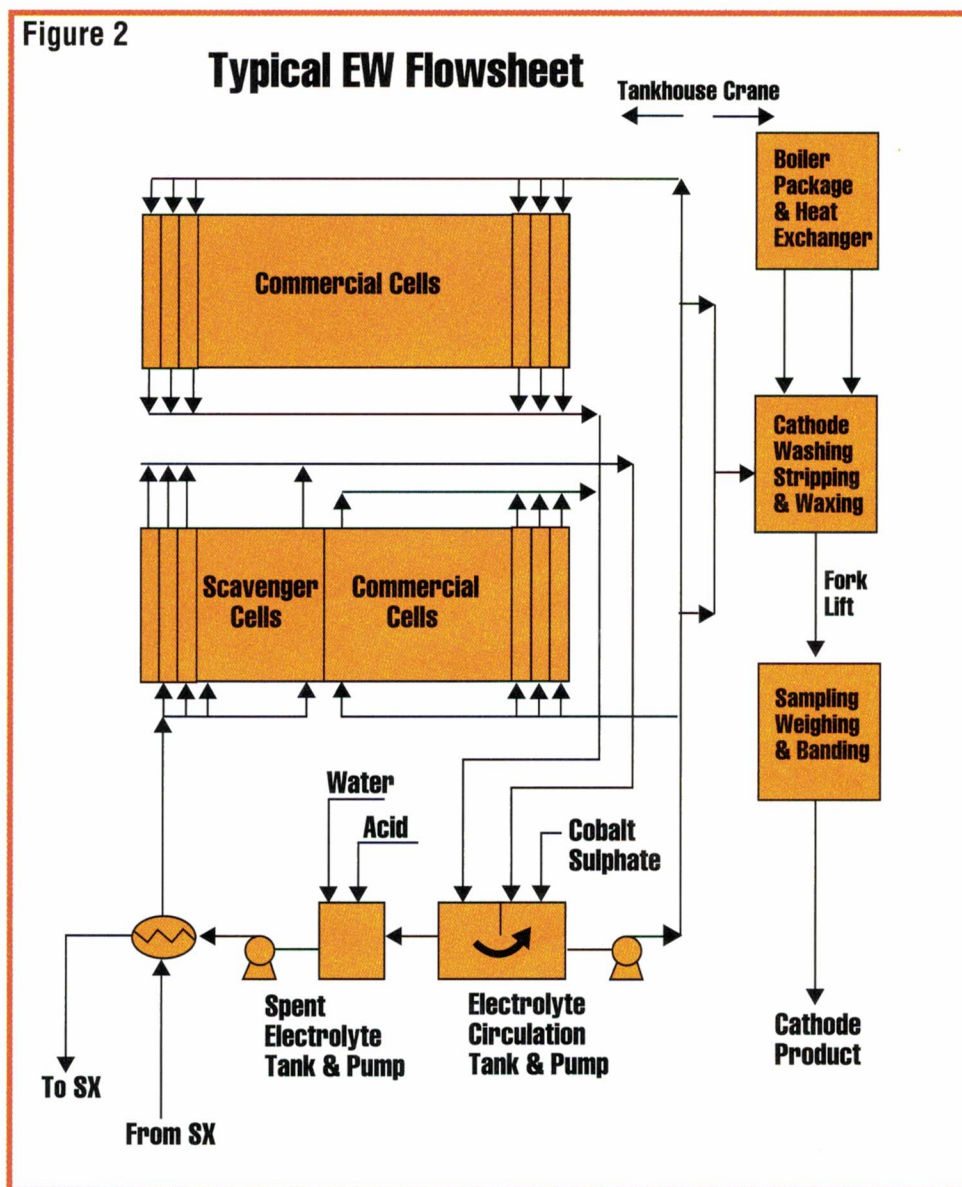 Figure 2
Typical EW Flowsheet
Tankhouse Crane
Boiler
Package
& Heat
Exchanger
Commercial Cells
Cathode
Washing
Stripping
& Waxing
Scavenger
Cells
Commercial
Cells
Fork
Lift
Sampling
Weighing
& Banding
Water
Acid
Cobalt
Sulphate
Spent
Electrolyte
Tank & Pump
Electrolyte
Circulation
Tank & Pump
Cathode
Product
To SX
From SX